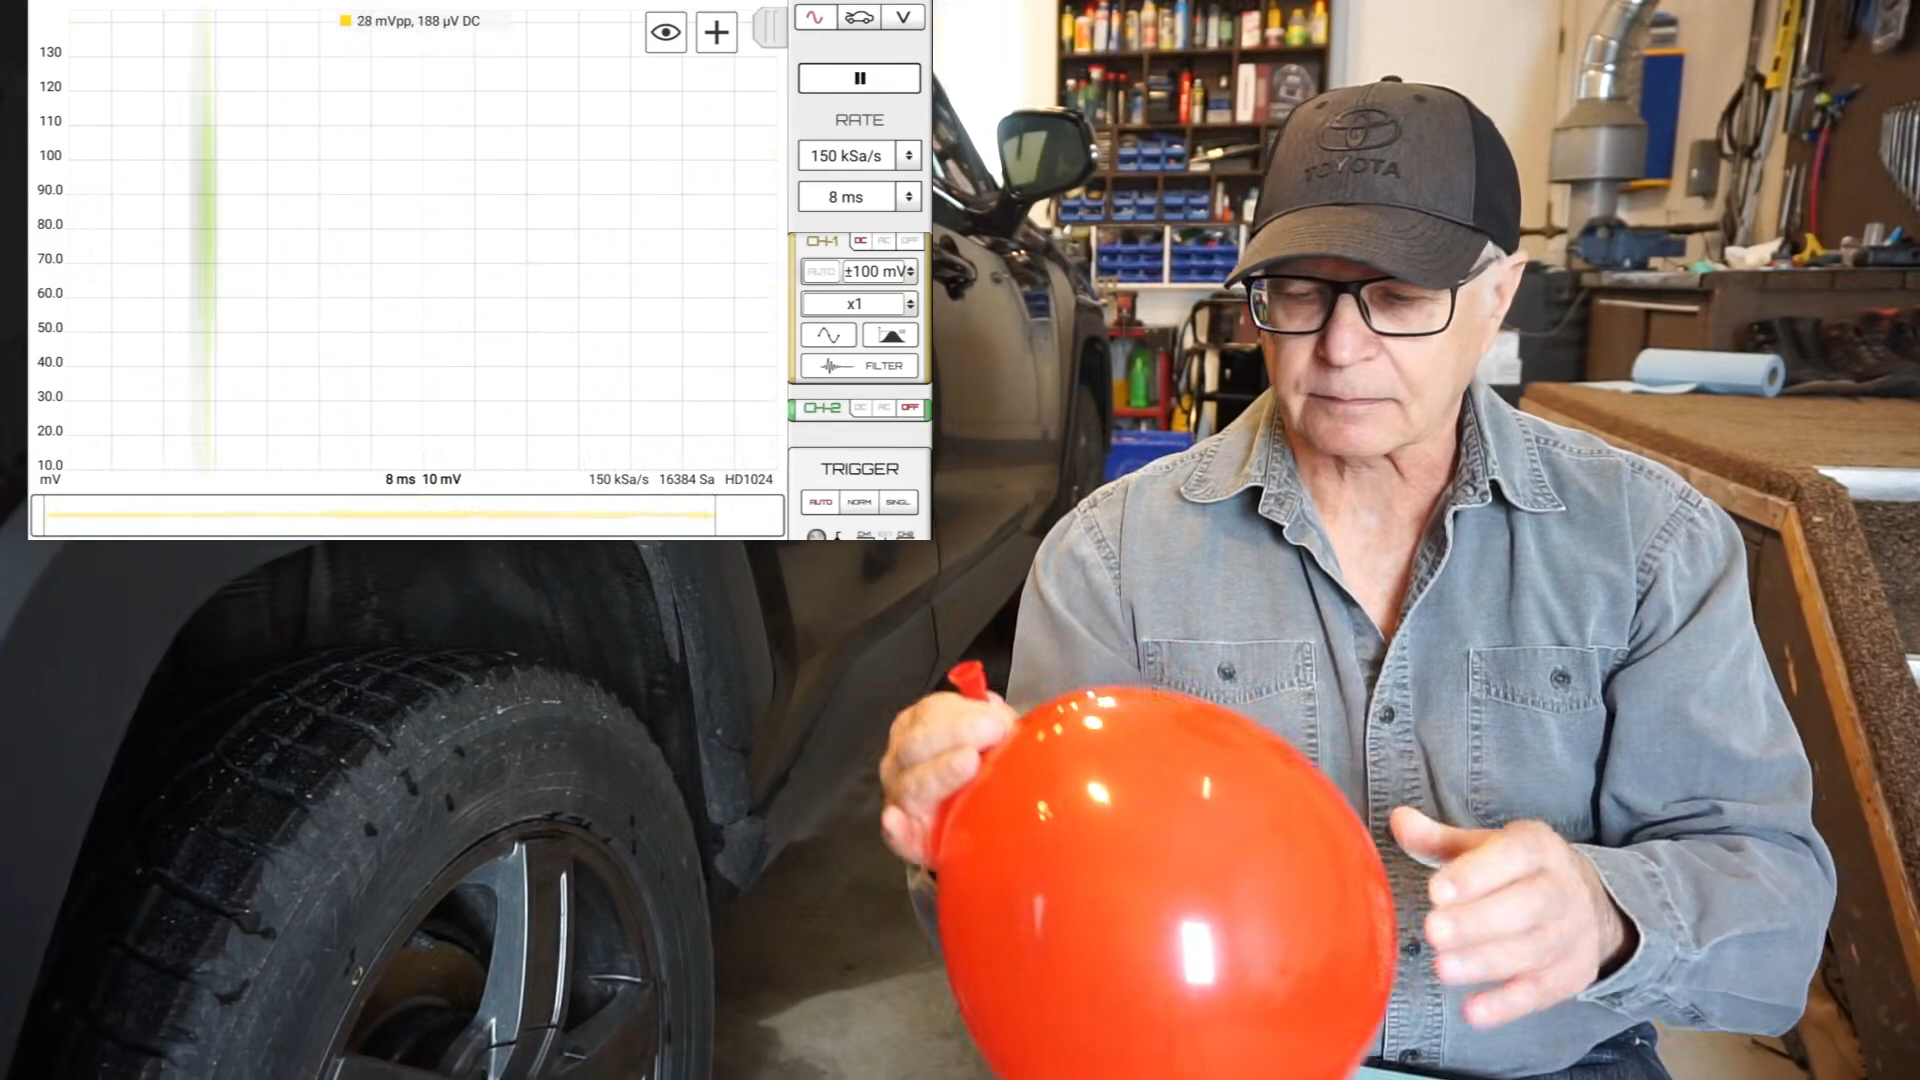 28 mVpp, 188 µV DC
V
130
120
110
100
90.0
80.0
70.0
60.0
50.0
40.0
30.0
20.0
10.0
mV
8 ms 10 mV
150 kSa/s 16384 Sa HD1024
RATE
150 kSa/s
8 ms
CH-1 DC AC OFF
AUTO ±100 mV
x1
FILTER
CH-2 DC AC OFF
TRIGGER
AUTO NORM SINGL
TOYOTA